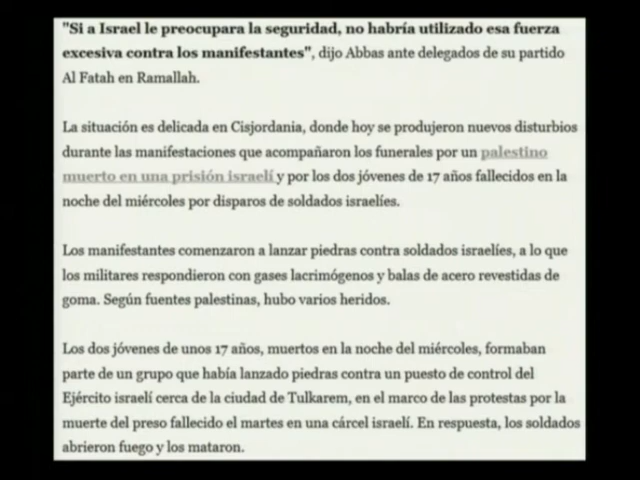 "Si a Israel le preocupara la seguridad, no habría utilizado esa fuerza
excesiva contra los manifestantes", dijo Abbas ante delegados de su partido
Al Fatah en Ramallah.
La situación es delicada en Cisjordania, donde hoy se produjeron nuevos disturbios
durante las manifestaciones que acompañaron los funerales por un palestino
muerto en una prisión israelí y por los dos jóvenes de 17 años fallecidos en la
noche del miércoles por disparos de soldados israelíes.
Los manifestantes comenzaron a lanzar piedras contra soldados israelíes, a lo que
los militares respondieron con gases lacrimógenos y balas de acero revestidas de
goma. Según fuentes palestinas, hubo varios heridos.
Los dos jóvenes de unos 17 años, muertos en la noche del miércoles, formaban
parte de un grupo que había lanzado piedras contra un puesto de control del
Ejército israelí cerca de la ciudad de Tulkarem, en el marco de las protestas por la
muerte del preso fallecido el martes en una cárcel israelí. En respuesta, los soldados
abrieron fuego y los mataron.